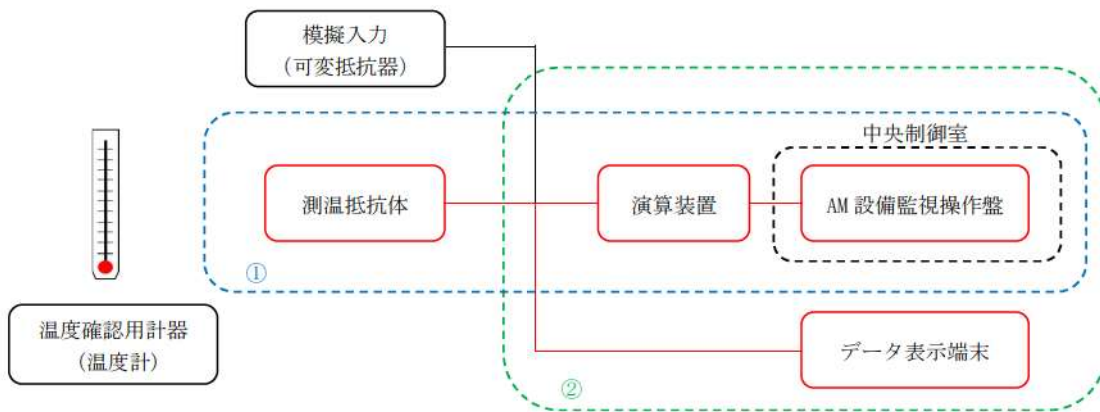 模擬入力
(可変抵抗器)
中央制御室
測温抵抗体
演算装置
AM 設備監視操作盤
①
温度確認用計器
(温度計)
データ表示端末
②